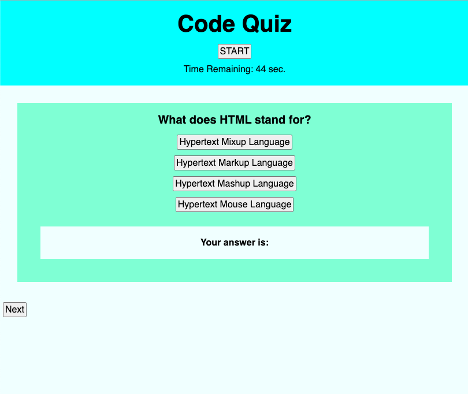 Code Quiz
START
Time Remaining: 44 sec.
What does HTML stand for?
Hypertext Mixup Language
Hypertext Markup Language
Hypertext Mashup Language
Hypertext Mouse Language
Your answer is:
Next